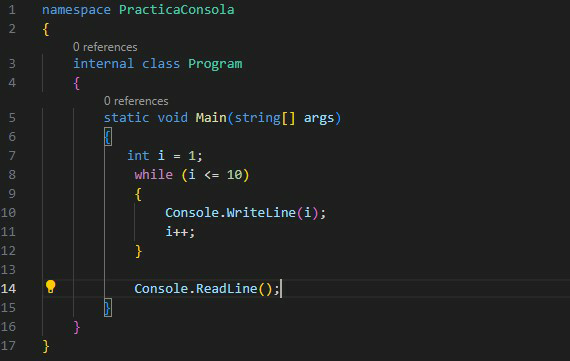 1 namespace PracticaConsola
2 {
0 references
3 internal class Program
4 {
0 references
5 static void Main(string[] args)
6 {
7 int i = 1;
8 while (i <= 10)
9 {
10 Console.WriteLine(i);
11 i++;
12 }
13
14 Console.ReadLine();
15 }
16 }
17 }